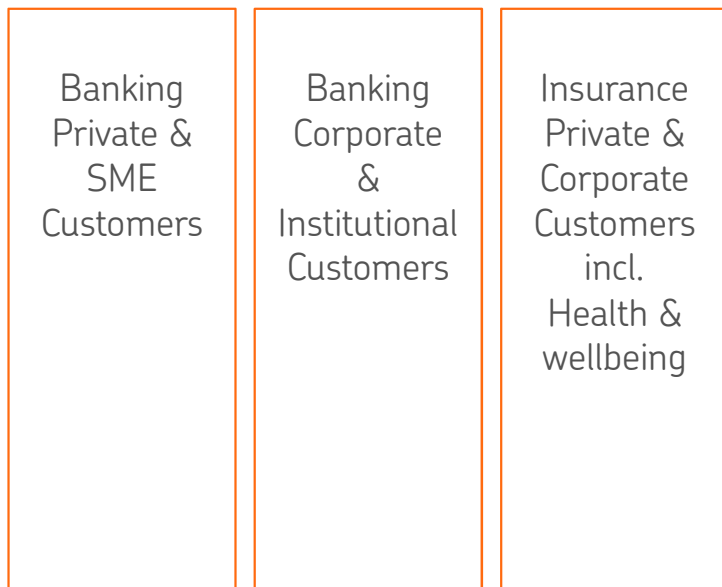 Banking
Private &
SME
Customers
Banking
Corporate
&
Institutional
Customers
Insurance
Private &
Corporate
Customers
incl.
Health &
wellbeing